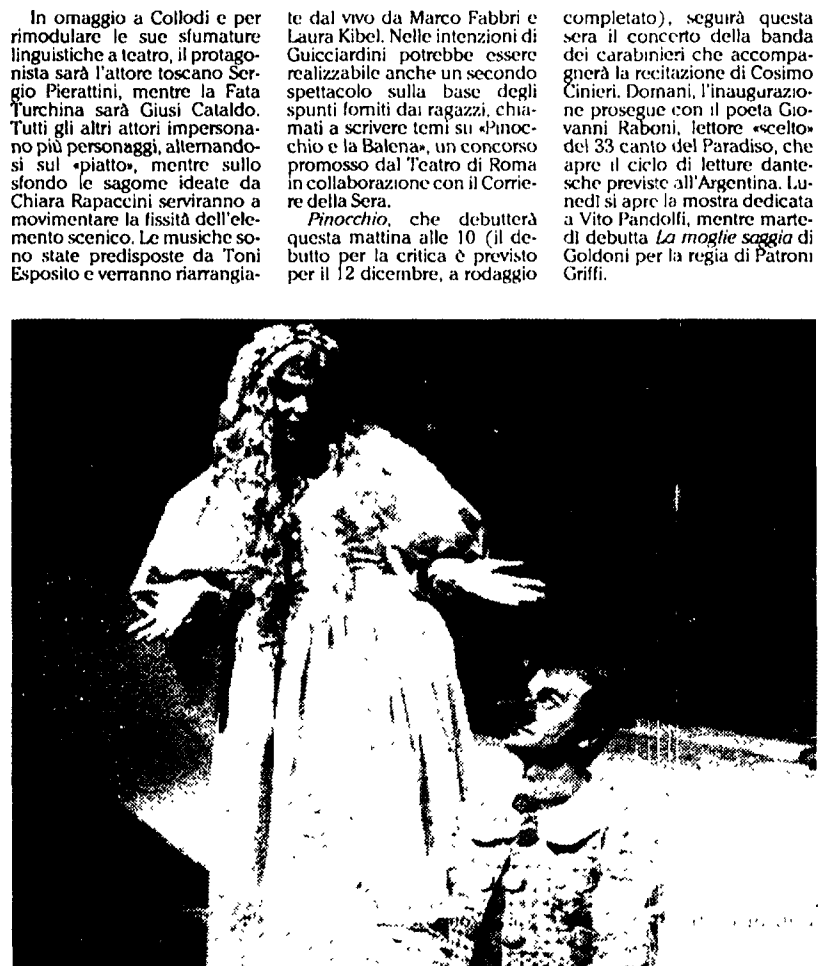 In omaggio a Collodi e per
rimodulare le sue sfumature
linguistiche a teatro, il protago-
nista sarà l'attore toscano Ser-
gio Pierattini, mentre la Fata
Turchina sarà Giusi Cataldo.
Tutti gli altri attori impersona-
no più personaggi, alternando-
si sul «piatto», mentre sullo
sfondo le sagome ideate da
Chiara Rapaccini serviranno a
movimentare la fissità dell'ele-
mento scenico. Le musiche so-
no state predisposte da Toni
Esposito e verranno riarrangia-
te dal vivo da Marco Fabbri e
Laura Kibel. Nelle intenzioni di
Guicciardini potrebbe essere
realizzabile anche un secondo
spettacolo sulla base degli
spunti forniti dai ragazzi, chia-
mati a scrivere temi su «Pinoc-
chio e la Balena», un concorso
promosso dal Teatro di Roma
in collaborazione con il Corrie-
re della Sera.
Pinocchio, che debutterà
questa mattina alle 10 (il de-
butto per la critica è previsto
per il 12 dicembre, a rodaggio
completato), seguirà questa
sera il concerto della banda
dei carabinieri che accompa-
gnerà la recitazione di Cosimo
Cinieri. Domani, l'inaugurazio-
ne prosegue con il poeta Gio-
vanni Raboni, lettore «scelto»
del 33 canto del Paradiso, che
apre il ciclo di letture dante-
sche previste all'Argentina. Lu-
nedì si apre la mostra dedicata
a Vito Pandolfi, mentre marte-
dì debutta La moglie saggia di
Goldoni per la regia di Patroni
Griffi.